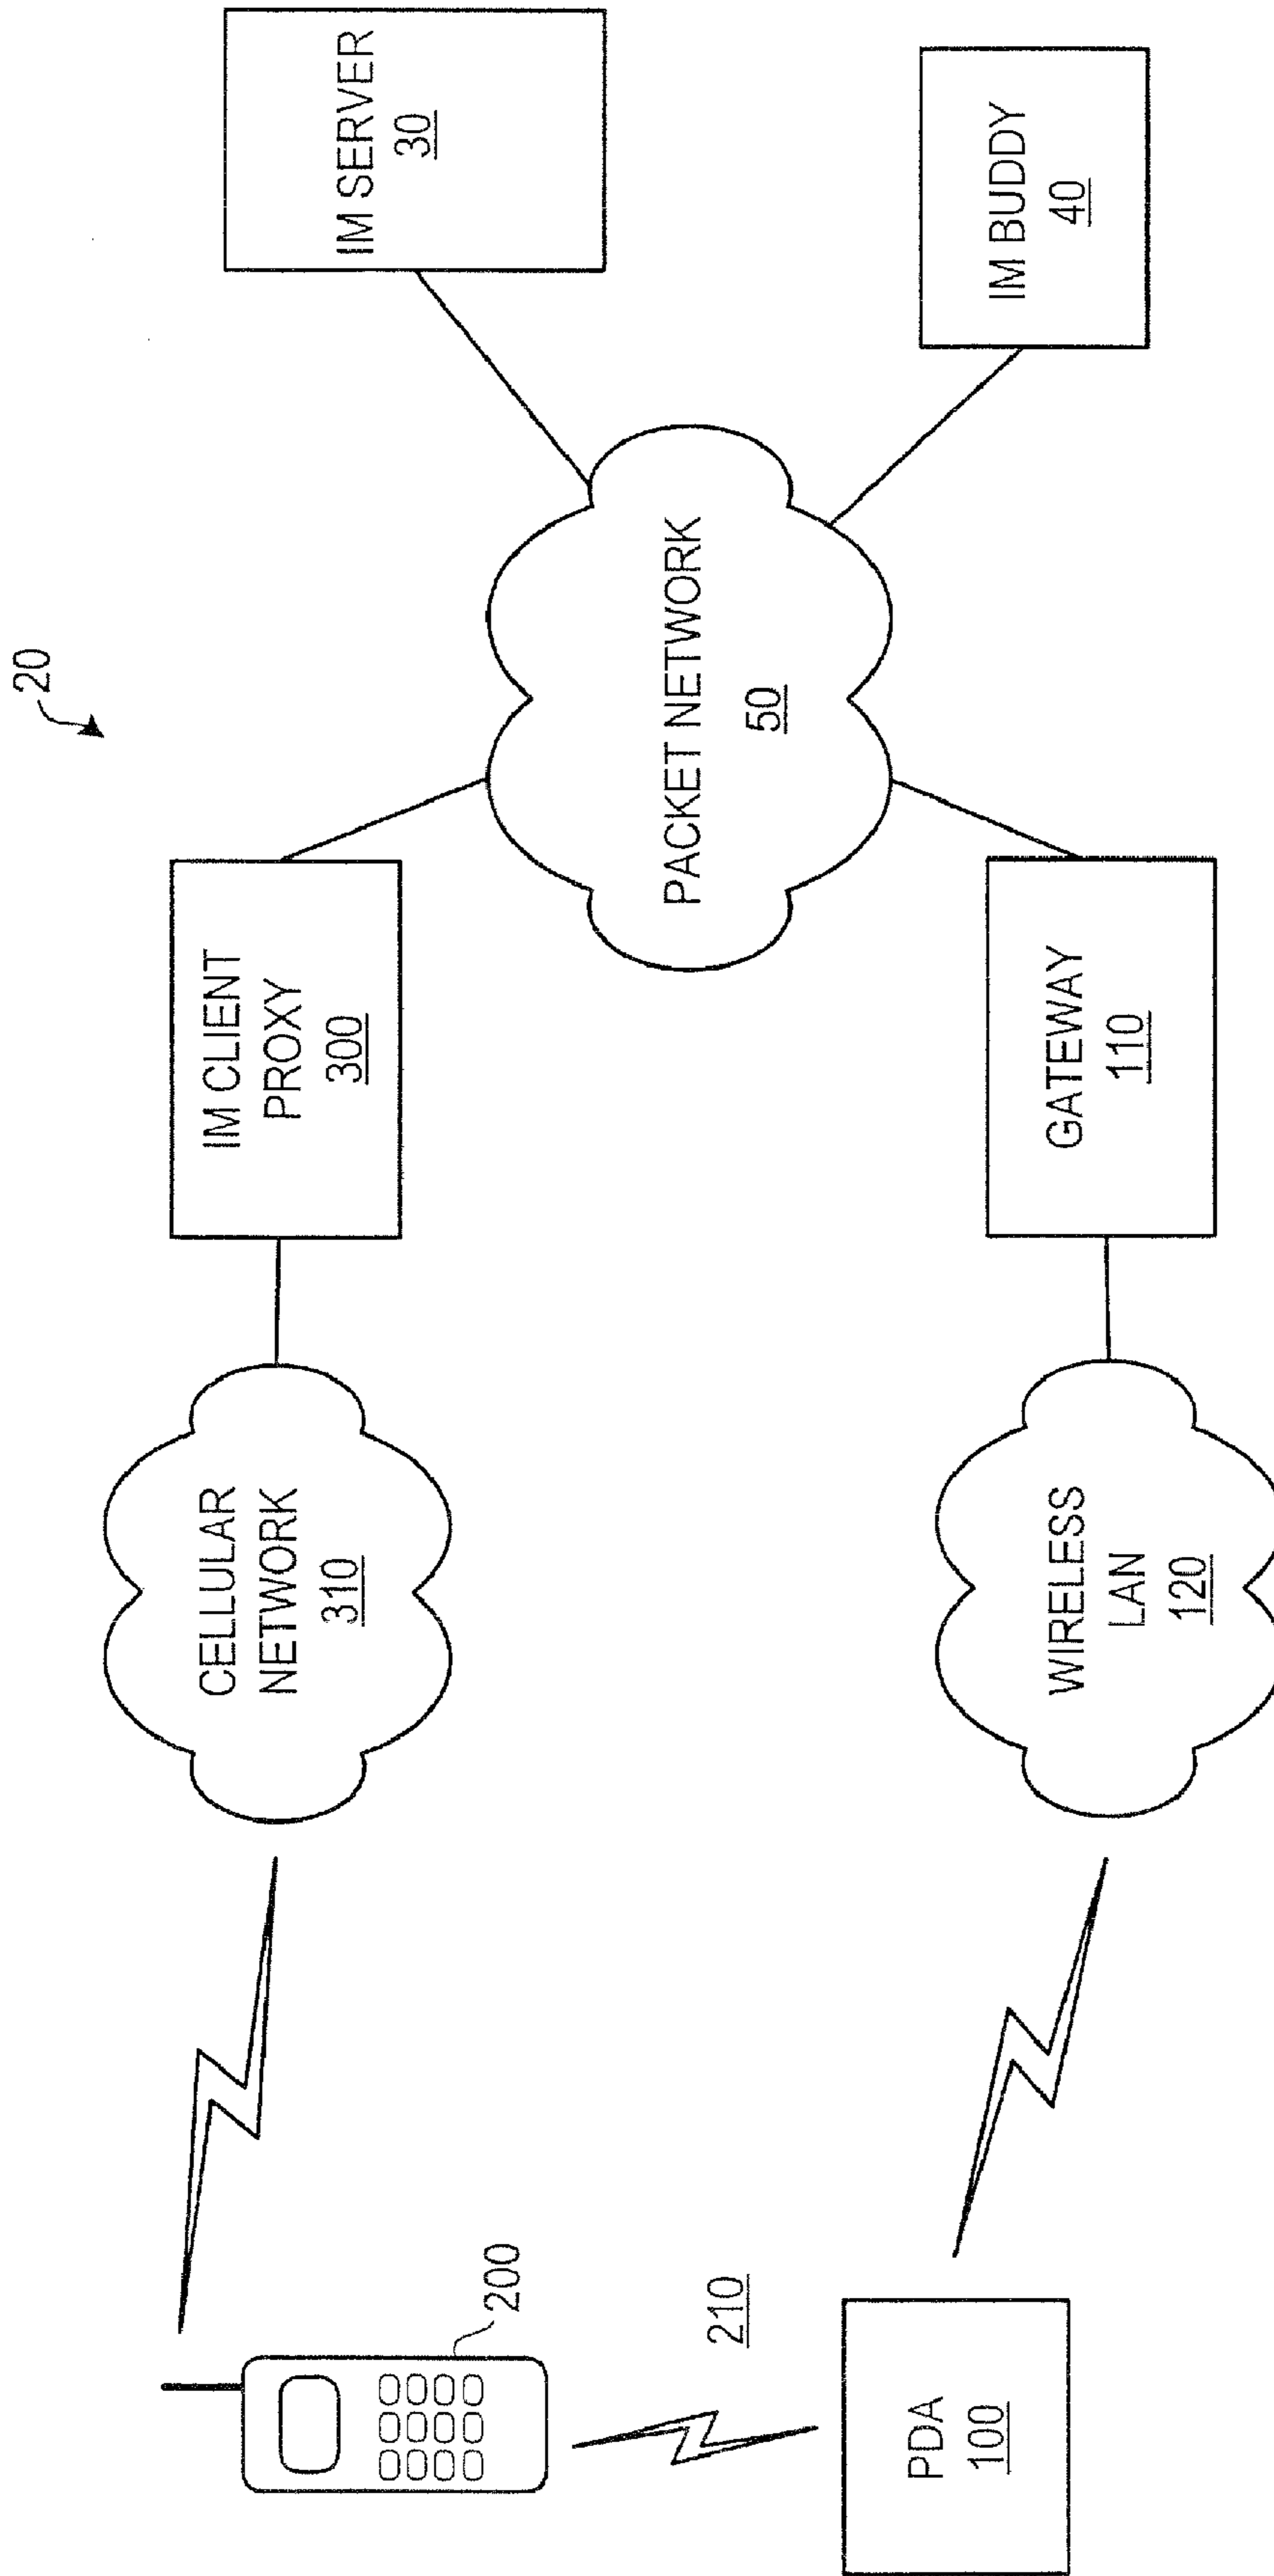 20
IM SERVER
30
IM CLIENT
PROXY
300
CELLULAR
NETWORK
310
PACKET NETWORK
50
200
210
IM BUDDY
40
GATEWAY
110
WIRELESS
LAN
120
PDA
100